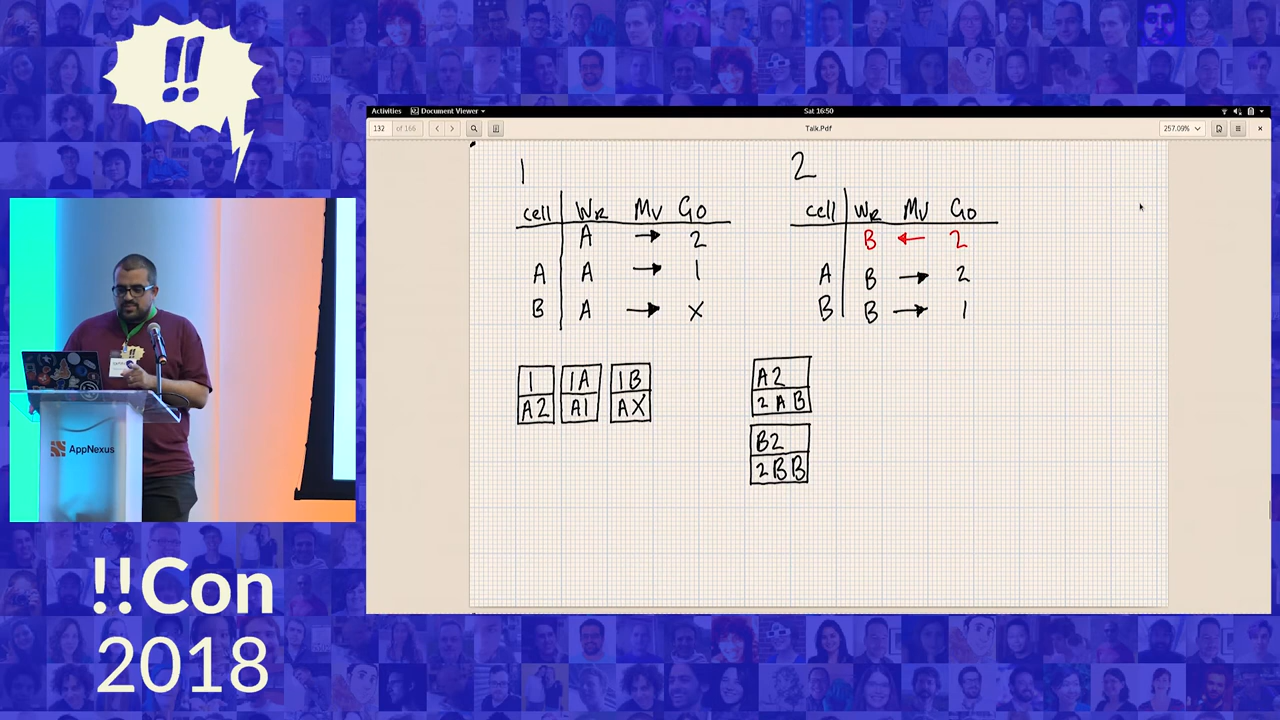 !!
Activities Document Viewer Sat 16:50
132 of 166 Talk.Pdf 257.09%
1 2
cell WR MV GO
A → 2
A A → 1
B A → X
cell WR MV GO
B ← 2
A B → 2
B B → 1
1 1A 1B
A2 A1 AX
A2
2 A B
B2
2 B B
AppNexus
!!Con
2018